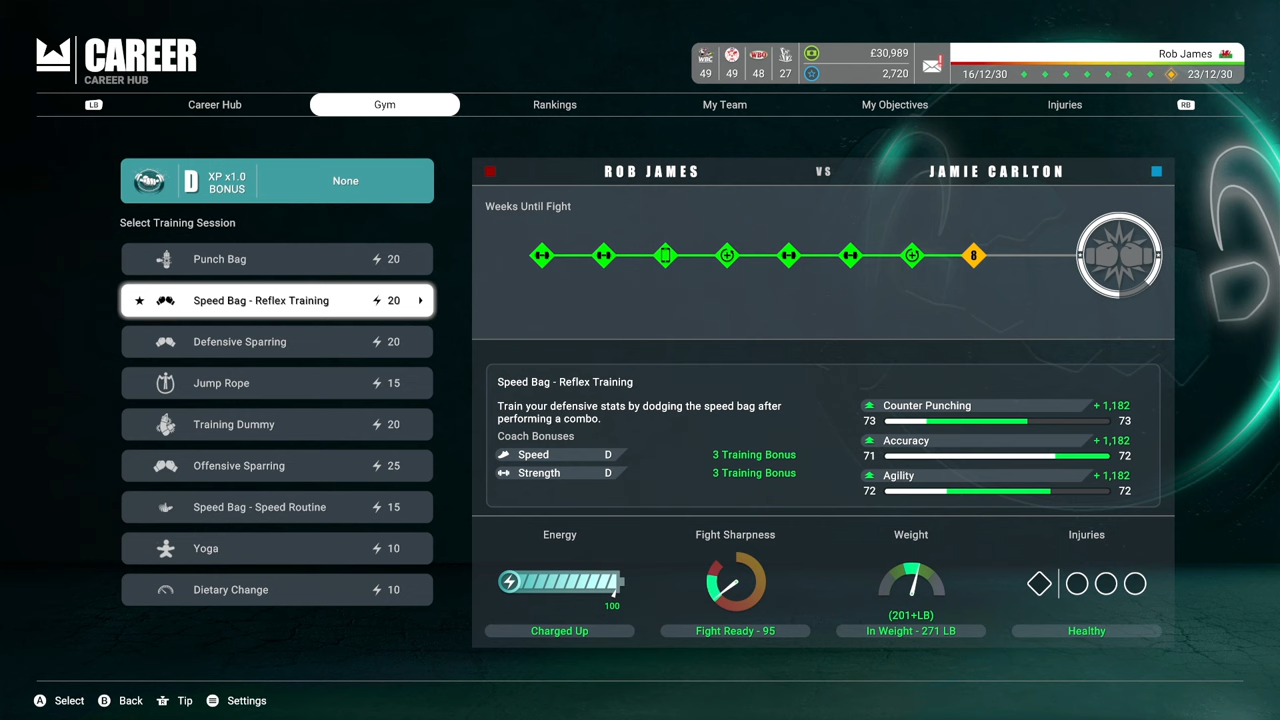 CAREER
CAREER HUB
WBC
WBO
49
49
48
27
£30,989
2,720
Rob James
16/12/30
23/12/30
LB
Career Hub
Gym
Rankings
My Team
My Objectives
Injuries
RB
D
XP x1.0
BONUS
None
Select Training Session
Punch Bag
20
Speed Bag - Reflex Training
20
Defensive Sparring
20
Jump Rope
15
Training Dummy
20
Offensive Sparring
25
Speed Bag - Speed Routine
15
Yoga
10
Dietary Change
10
ROB JAMES
VS
JAMIE CARLTON
Weeks Until Fight
8
Speed Bag - Reflex Training
Train your defensive stats by dodging the speed bag after
performing a combo.
Coach Bonuses
Speed D 3 Training Bonus
Strength D 3 Training Bonus
Counter Punching + 1,182
73 73
Accuracy + 1,182
71 72
Agility + 1,182
72 72
Energy
100
Charged Up
Fight Sharpness
Fight Ready - 95
Weight
(201+LB)
In Weight - 271 LB
Injuries
Healthy
A Select
B Back
Tip
Settings